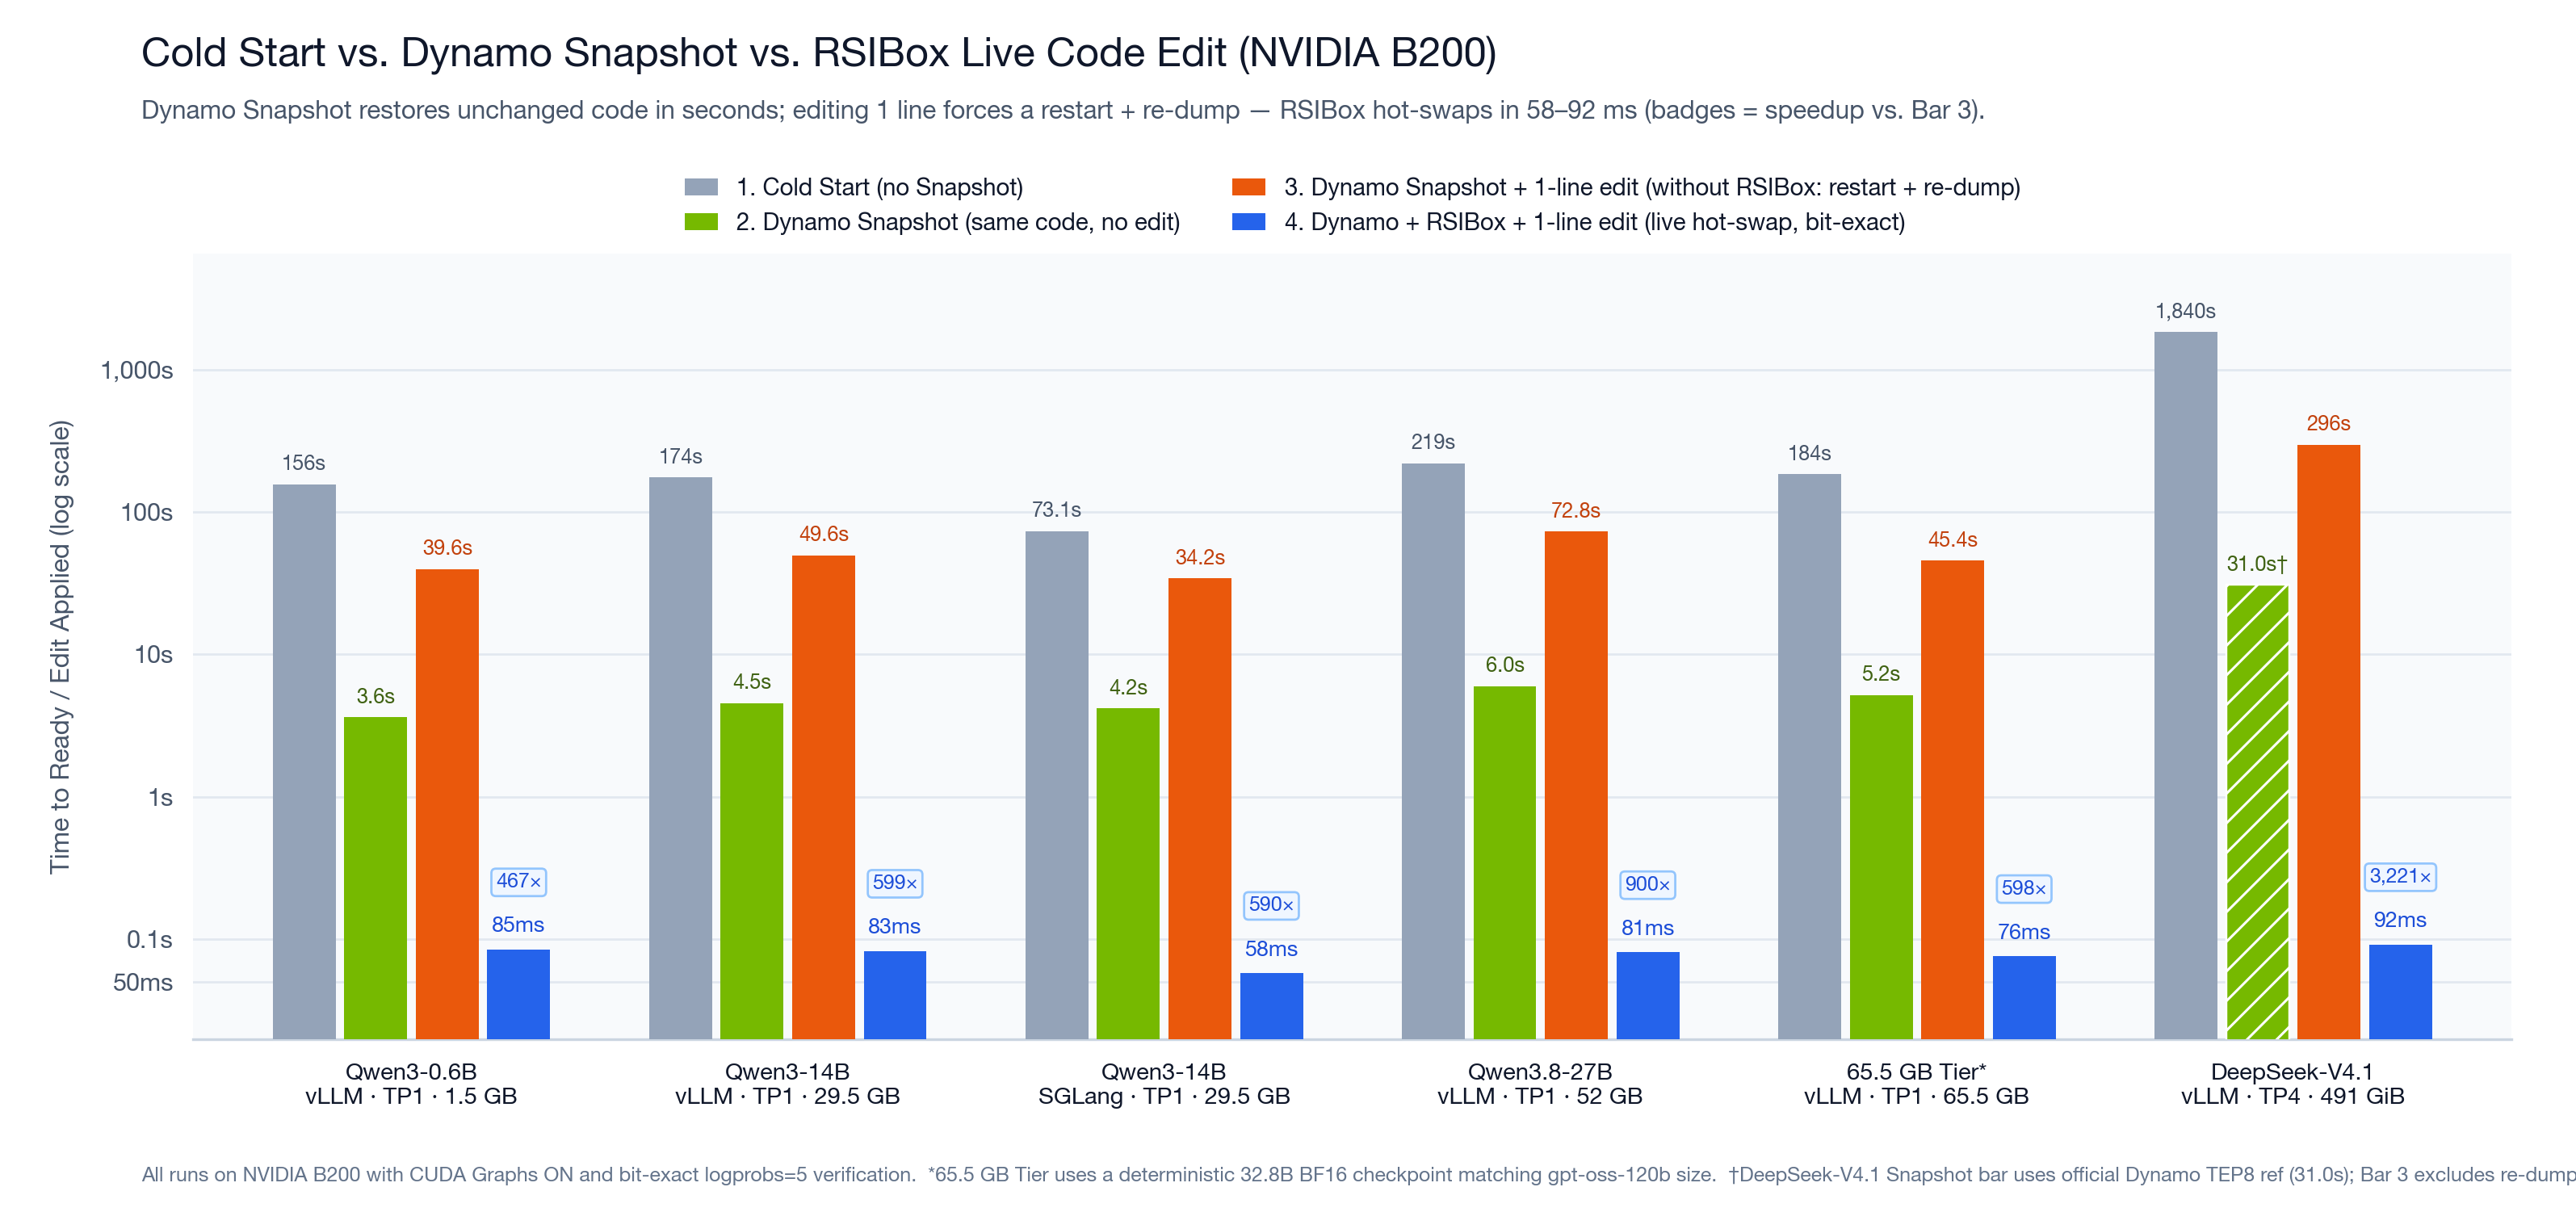 Cold Start vs. Dynamo Snapshot vs. RSIBox Live Code Edit (NVIDIA B200)
Dynamo Snapshot restores unchanged code in seconds; editing 1 line forces a restart + re-dump — RSIBox hot-swaps in 58–92 ms (badges = speedup vs. Bar 3).
1. Cold Start (no Snapshot)
2. Dynamo Snapshot (same code, no edit)
3. Dynamo Snapshot + 1-line edit (without RSIBox: restart + re-dump)
4. Dynamo + RSIBox + 1-line edit (live hot-swap, bit-exact)
Time to Ready / Edit Applied (log scale)
1,000s
100s
10s
1s
0.1s
50ms
156s
3.6s
39.6s
467×
85ms
174s
4.5s
49.6s
599×
83ms
73.1s
4.2s
34.2s
590×
58ms
219s
6.0s
72.8s
900×
81ms
184s
5.2s
45.4s
598×
76ms
1,840s
31.0s†
296s
3,221×
92ms
Qwen3-0.6B
vLLM · TP1 · 1.5 GB
Qwen3-14B
vLLM · TP1 · 29.5 GB
Qwen3-14B
SGLang · TP1 · 29.5 GB
Qwen3.8-27B
vLLM · TP1 · 52 GB
65.5 GB Tier*
vLLM · TP1 · 65.5 GB
DeepSeek-V4.1
vLLM · TP4 · 491 GiB
All runs on NVIDIA B200 with CUDA Graphs ON and bit-exact logprobs=5 verification. *65.5 GB Tier uses a deterministic 32.8B BF16 checkpoint matching gpt-oss-120b size. †DeepSeek-V4.1 Snapshot bar uses official Dynamo TEP8 ref (31.0s); Bar 3 excludes re-dump